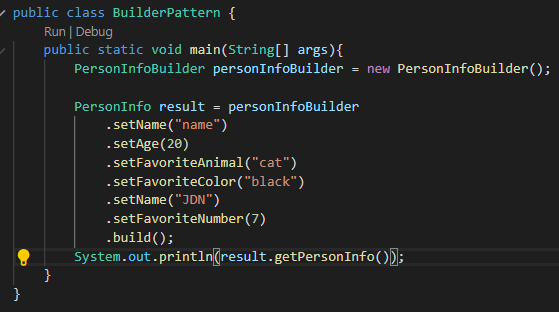 public class BuilderPattern {
Run | Debug
public static void main(String[] args){
PersonInfoBuilder personInfoBuilder = new PersonInfoBuilder();
PersonInfo result = personInfoBuilder
.setName("name")
.setAge(20)
.setFavoriteAnimal("cat")
.setFavoriteColor("black")
.setName("JDN")
.setFavoriteNumber(7)
.build();
System.out.println(result.getPersonInfo());
}
}